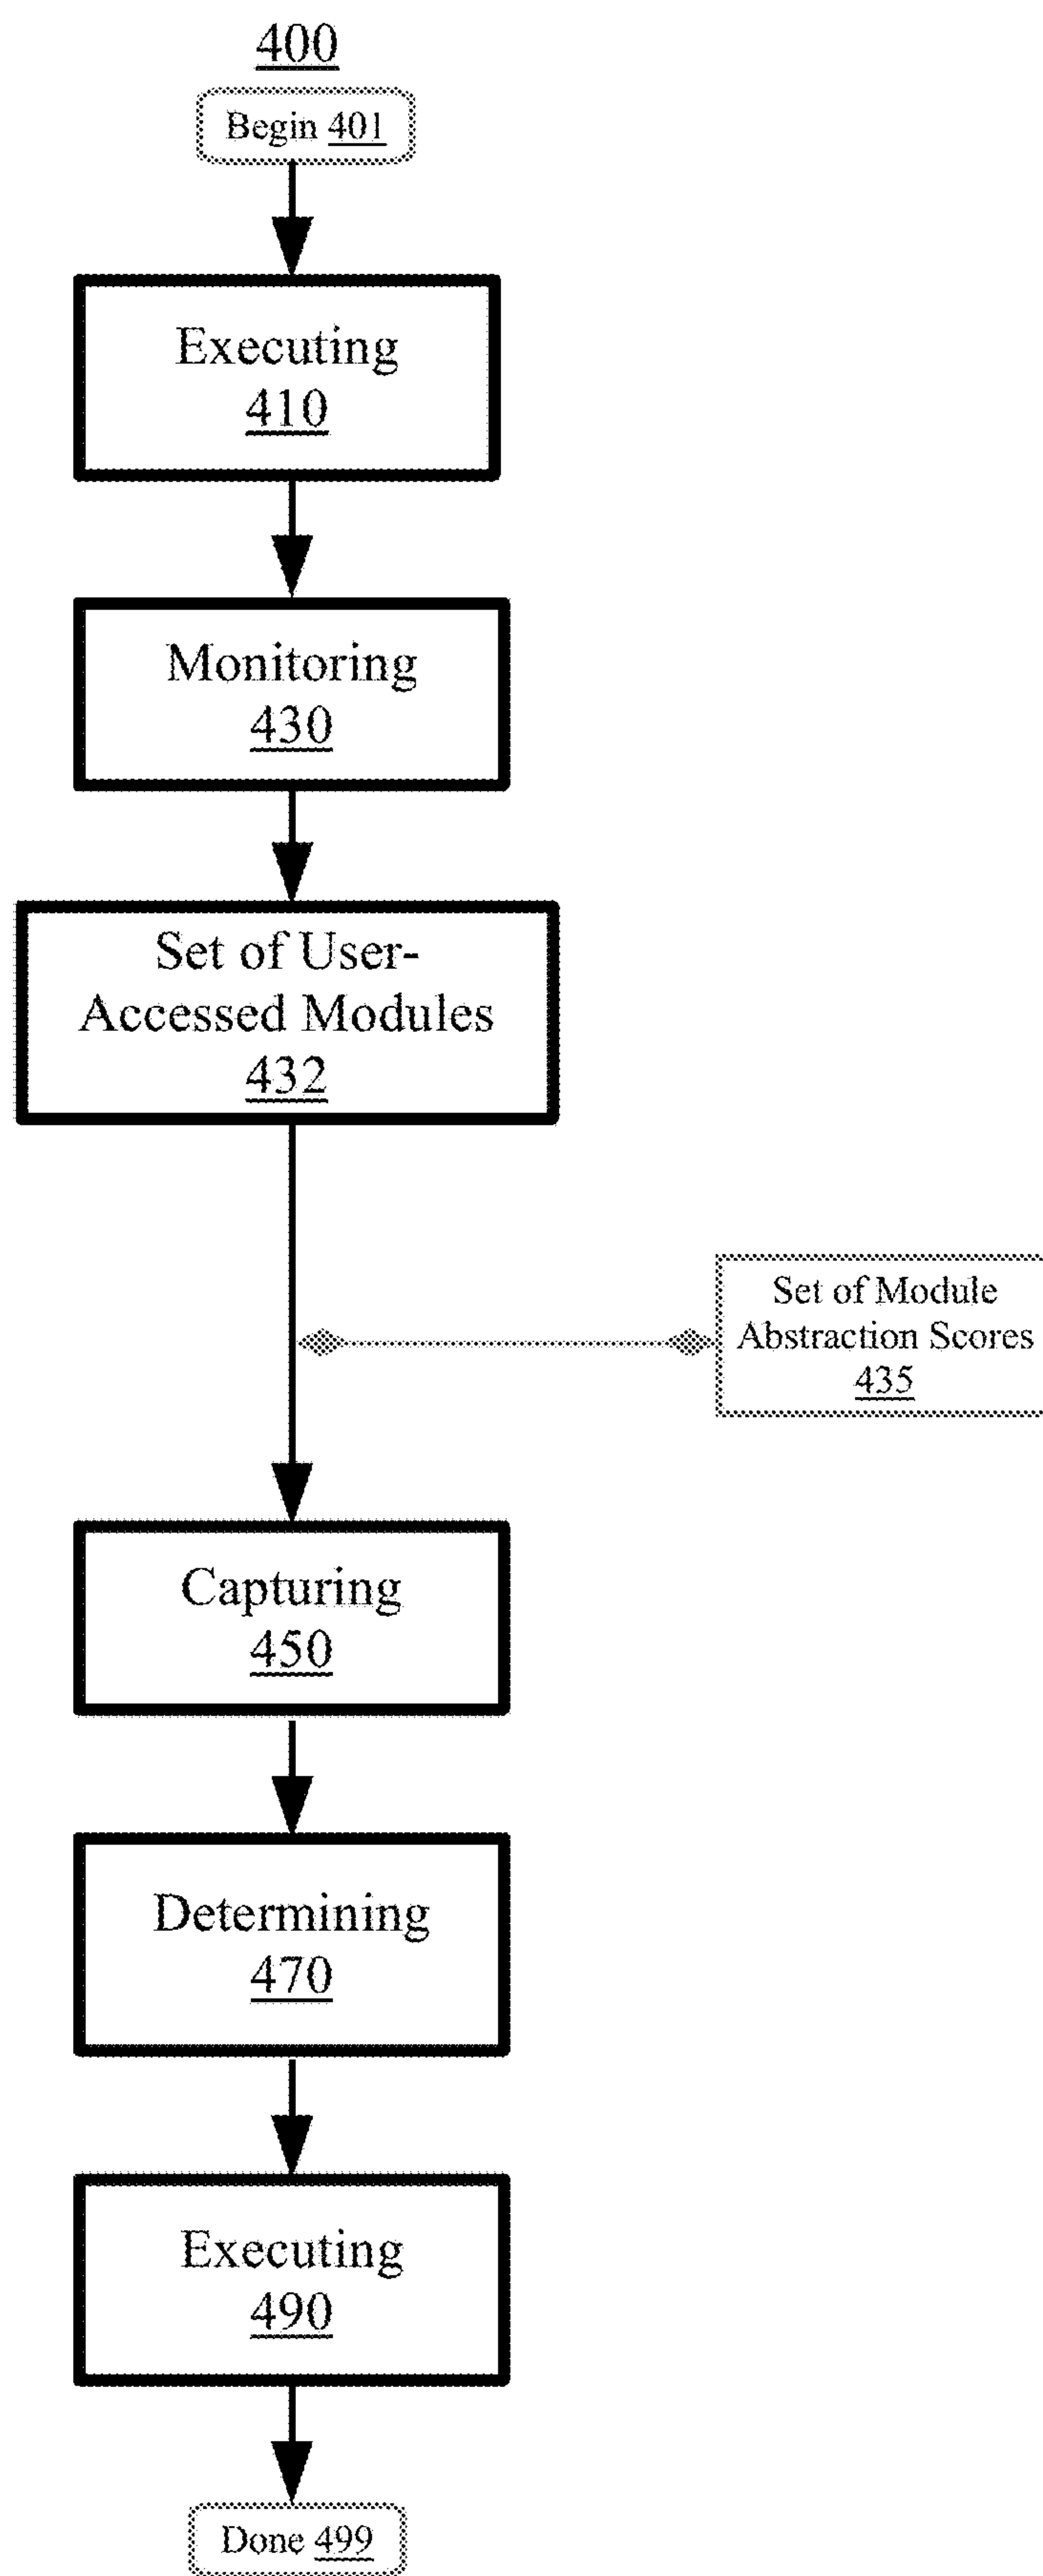 400
Begin 401
Executing
410
Monitoring
430
Set of User-
Accessed Modules
432
Set of Module
Abstraction Scores
435
Capturing
450
Determining
470
Executing
490
Done 499